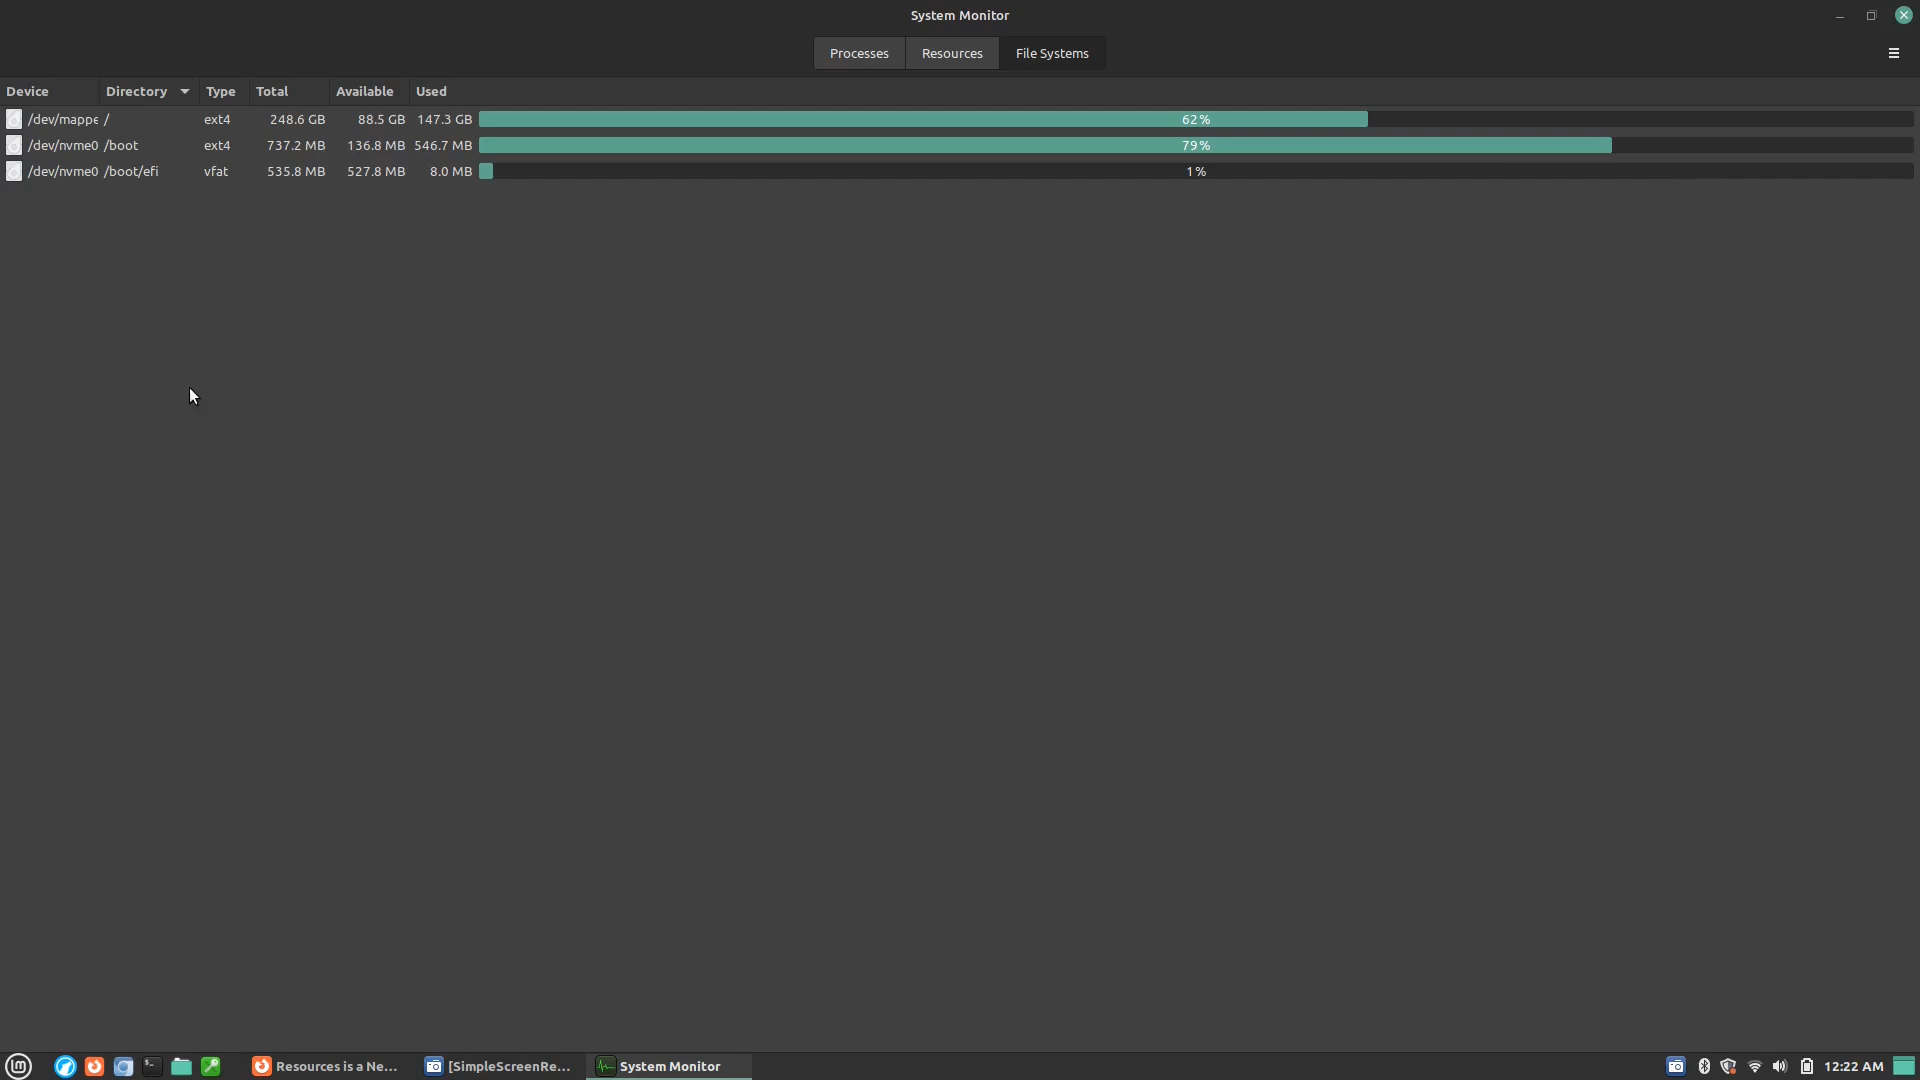 System Monitor
Processes Resources File Systems
Device Directory Type Total Available Used
/dev/mappe / ext4 248.6 GB 88.5 GB 147.3 GB 62%
/dev/nvme0 /boot ext4 737.2 MB 136.8 MB 546.7 MB 79%
/dev/nvme0 /boot/efi vfat 535.8 MB 527.8 MB 8.0 MB 1%
Resources is a Ne... [SimpleScreenRe... System Monitor 12:22 AM